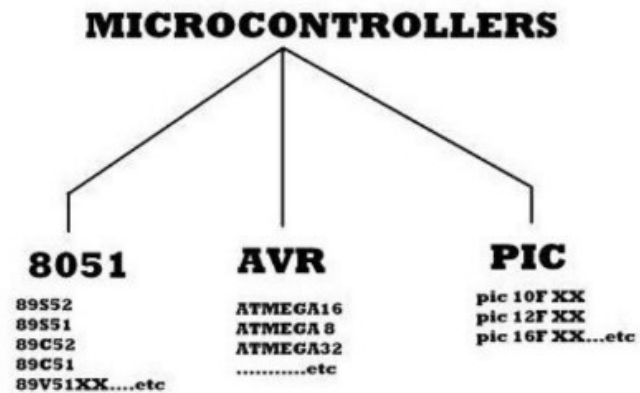 MICROCONTROLLERS
8051
89S52
89S51
89C52
89C51
89V51XX....etc
AVR
ATMEGA16
ATMEGA 8
ATMEGA32
...........etc
PIC
pic 10F XX
pic 12F XX
pic 16F XX...etc